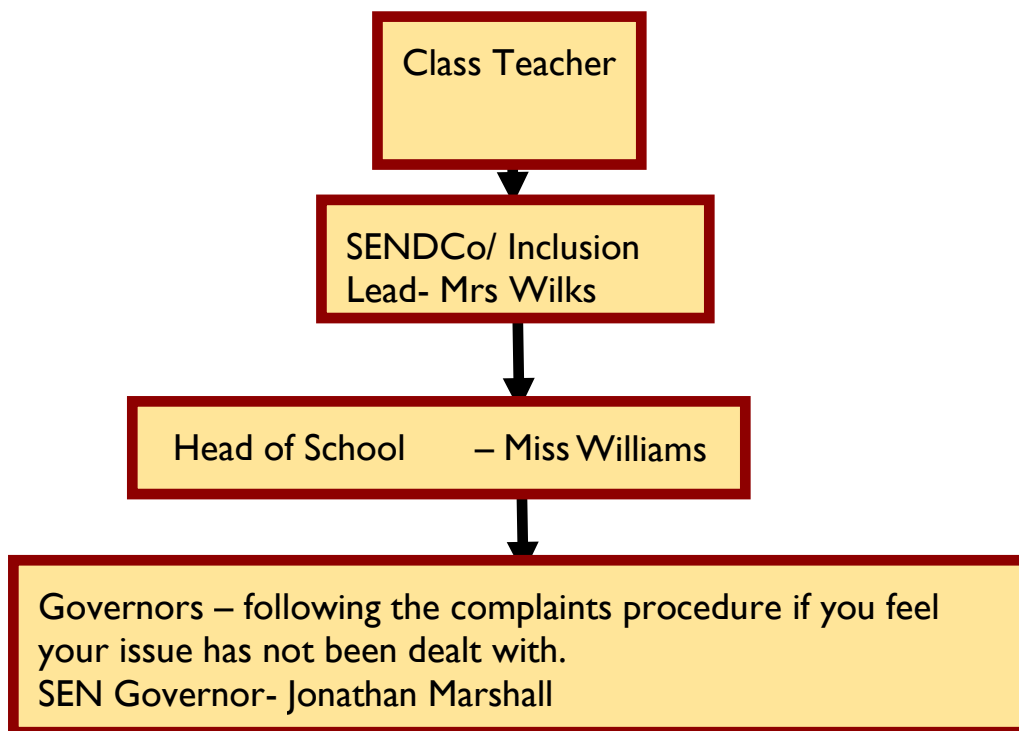 Class Teacher
SENDCo/ Inclusion
Lead- Mrs Wilks
Head of School – Miss Williams
Governors – following the complaints procedure if you feel
your issue has not been dealt with.
SEN Governor- Jonathan Marshall